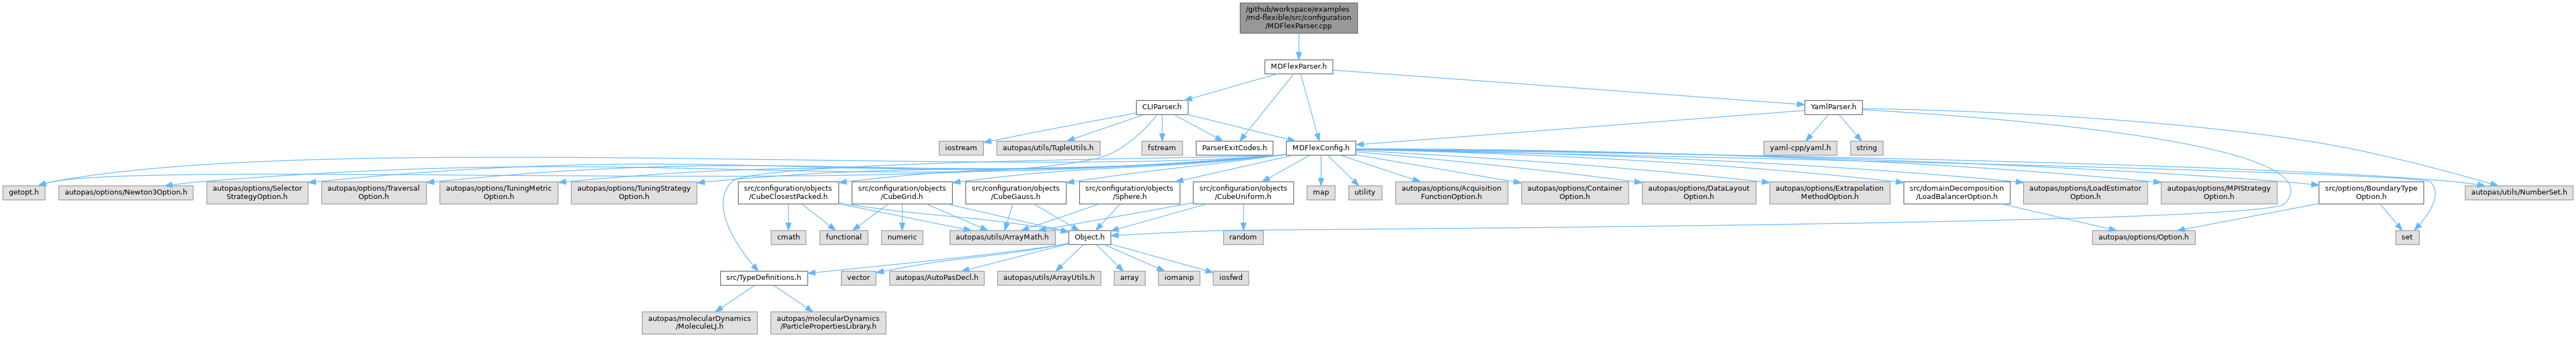 /github/workspace/examples
/md-flexible/src/configuration
/MDFlexParser.cpp
MDFlexParser.h
CLIParser.h
YamlParser.h
iostream
autopas/utils/TupleUtils.h
fstream
ParserExitCodes.h
MDFlexConfig.h
yaml-cpp/yaml.h
string
getopt.h
autopas/options/Newton3Option.h
autopas/options/Selector
StrategyOption.h
autopas/options/Traversal
Option.h
autopas/options/TuningMetric
Option.h
autopas/options/TuningStrategy
Option.h
src/configuration/objects
/CubeClosestPacked.h
src/configuration/objects
/CubeGrid.h
src/configuration/objects
/CubeGauss.h
src/configuration/objects
/Sphere.h
src/configuration/objects
/CubeUniform.h
map
utility
autopas/options/Acquisition
FunctionOption.h
autopas/options/Container
Option.h
autopas/options/DataLayout
Option.h
autopas/options/Extrapolation
MethodOption.h
src/domainDecomposition
/LoadBalancerOption.h
autopas/options/LoadEstimator
Option.h
autopas/options/MPIStrategy
Option.h
src/options/BoundaryType
Option.h
autopas/utils/NumberSet.h
cmath
functional
numeric
autopas/utils/ArrayMath.h
Object.h
random
autopas/options/Option.h
set
src/TypeDefinitions.h
vector
autopas/AutoPasDecl.h
autopas/utils/ArrayUtils.h
array
iomanip
iosfwd
autopas/molecularDynamics
/MoleculeLJ.h
autopas/molecularDynamics
/ParticlePropertiesLibrary.h